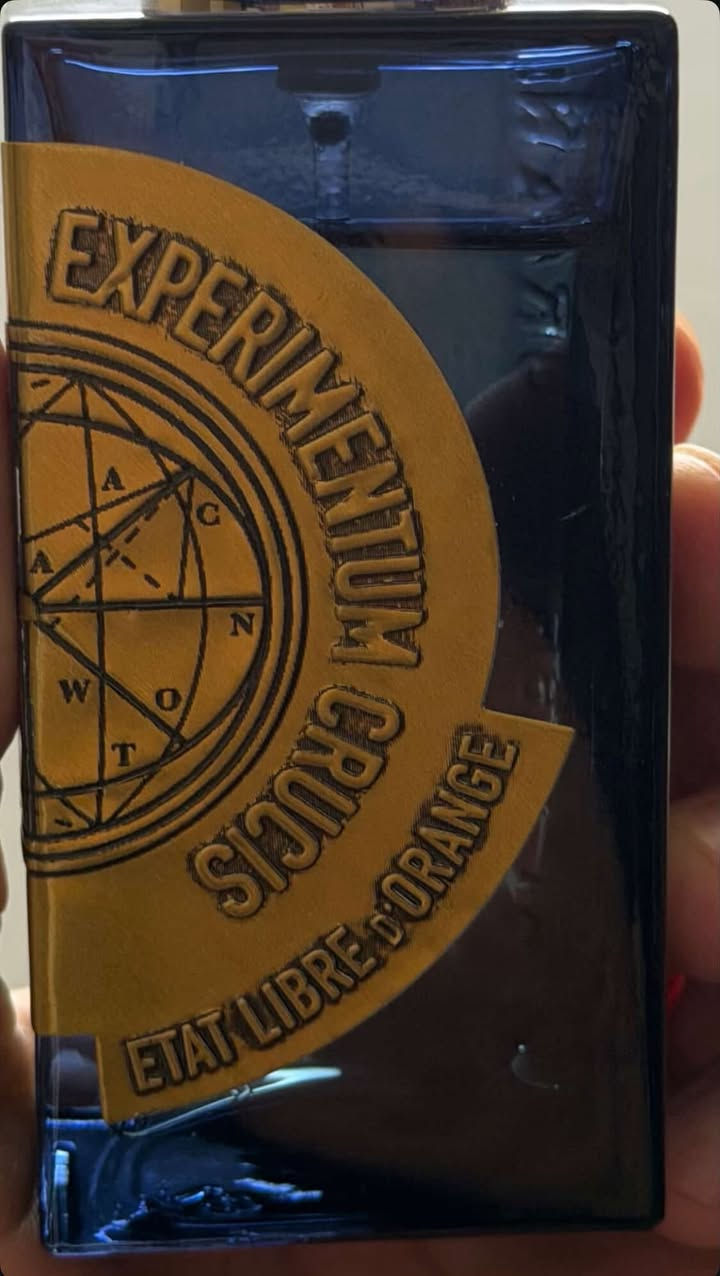 EXPERIMENTUM CRUCIS
A
C
A
N
W
O
T
ETAT LIBRE D'ORANGE